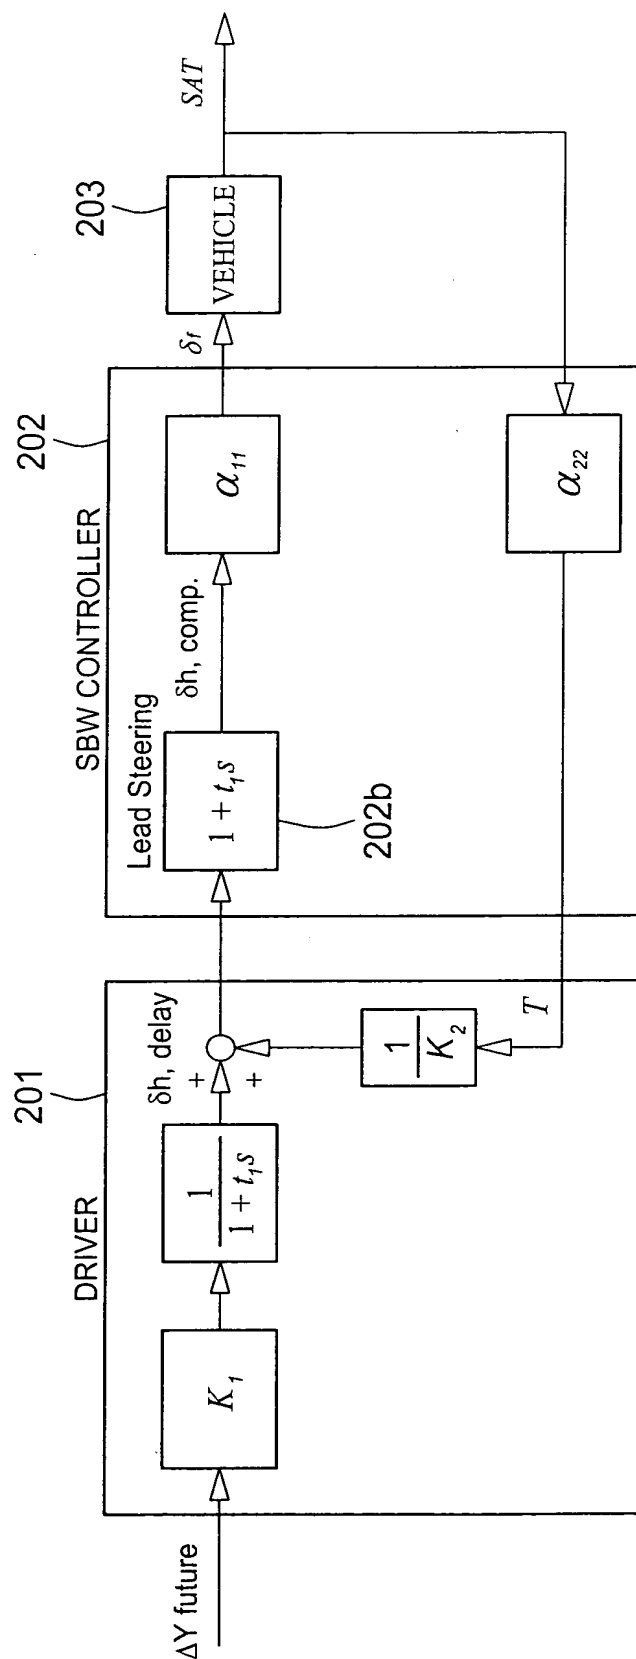 ΔY future
DRIVER
201
K₁
1
1 + t₁s
δh, delay
+
+
1
K₂
T
SBW CONTROLLER
202
Lead Steering
1 + t₁s
202b
δh, comp.
α₁₁
α₂₂
δf
VEHICLE
203
SAT